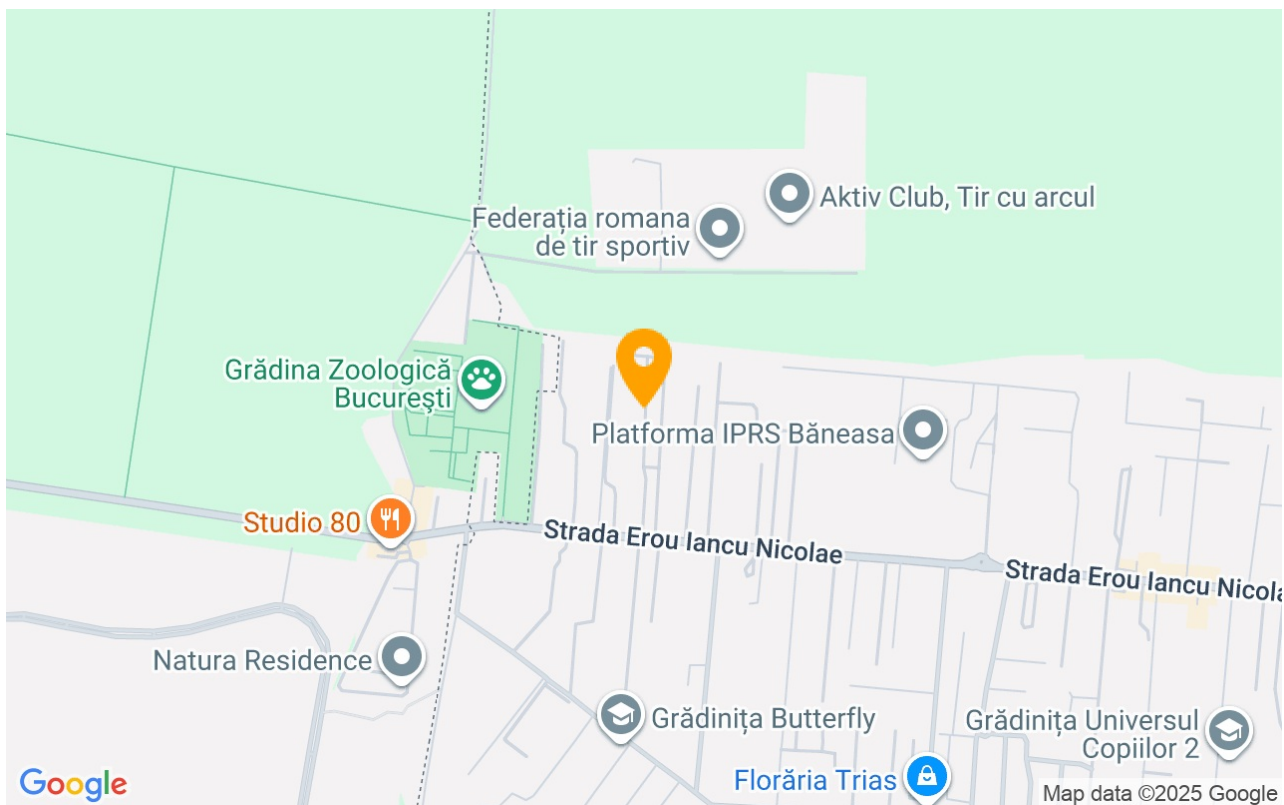 Aktiv Club, Tir cu arcul
Federația romana
de tir sportiv
Grădina Zoologică
Bucureşti
Platforma IPRS Băneasa
Studio 80
Strada Erou Iancu Nicolae
Strada Erou Iancu Nicola
Natura Residence
Grădinița Butterfly
Grădinița Universul
Copiilor 2
Florăria Trias
Google
Map data ©2025 Google